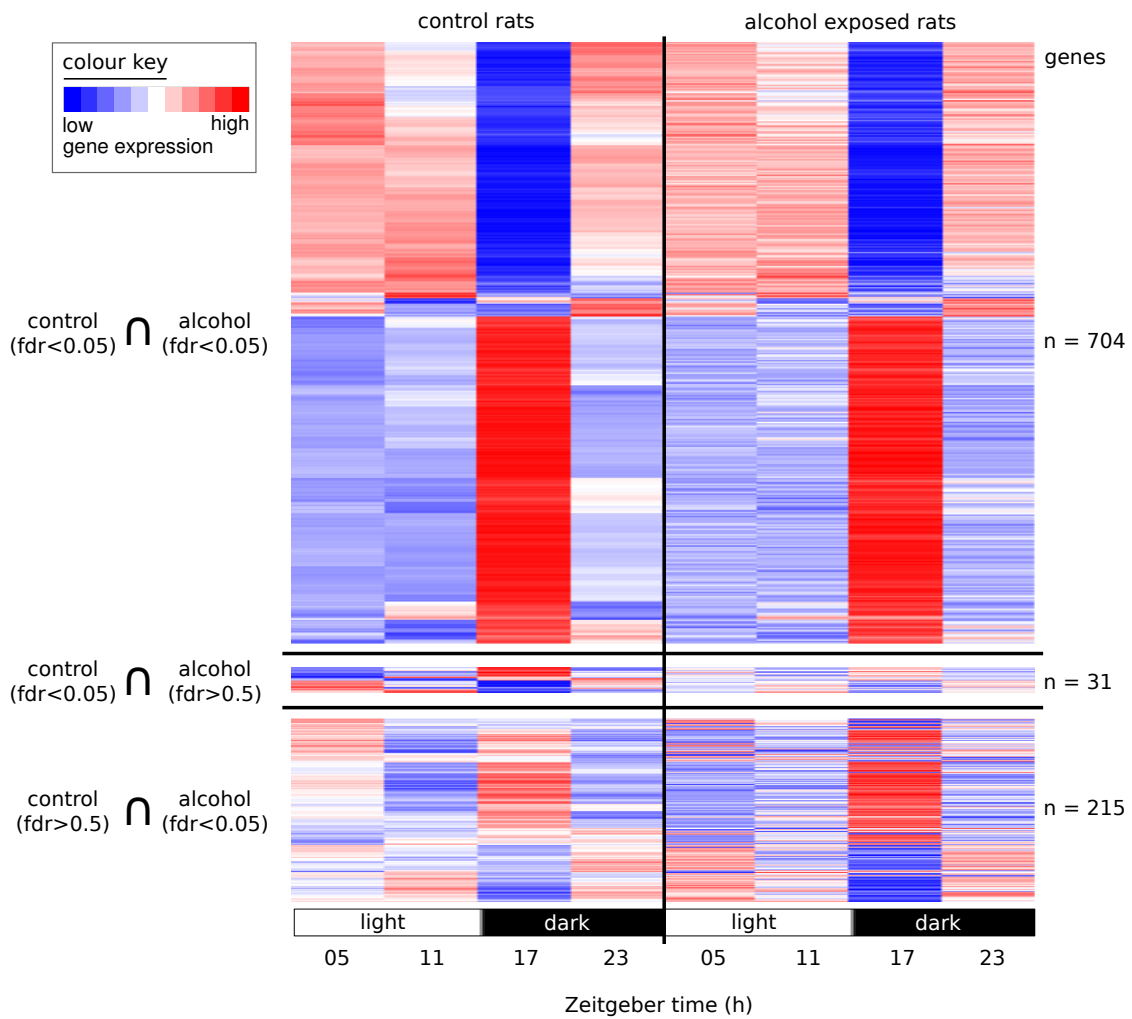 control rats
alcohol exposed rats
colour key
low
high
gene expression
genes
control
(fdr<0.05)
∩
alcohol
(fdr<0.05)
n = 704
control
(fdr<0.05)
∩
alcohol
(fdr>0.5)
n = 31
control
(fdr>0.5)
∩
alcohol
(fdr<0.05)
n = 215
light
dark
light
dark
05 11 17 23 05 11 17 23
Zeitgeber time (h)